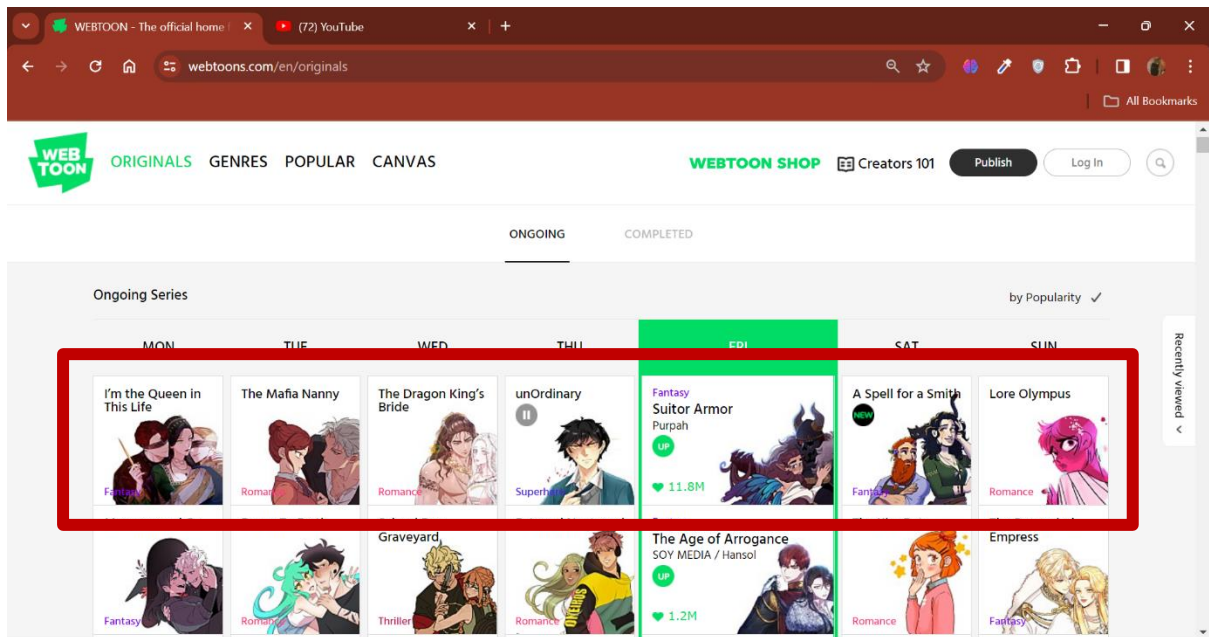 WEBTOON - The official home
(72) YouTube
webtoons.com/en/originals
All Bookmarks
WEB
TOON
ORIGINALS GENRES POPULAR CANVAS
WEBTOON SHOP Creators 101 Publish Log In
ONGOING COMPLETED
Ongoing Series
by Popularity
Recently viewed
MON TUE WED THU FRI SAT SUN
I'm the Queen in
This Life
Fantasy
The Mafia Nanny
Romance
The Dragon King's
Bride
Romance
unOrdinary
Superhero
Fantasy
Suitor Armor
Purpah
UP
11.8M
A Spell for a Smith
NEW
Fantasy
Lore Olympus
Romance
Fantasy
Romance
Graveyard
Thriller
Romance
ONEIROS
The Age of Arrogance
SOY MEDIA / Hansol
UP
1.2M
Romance
Empress
Fantasy